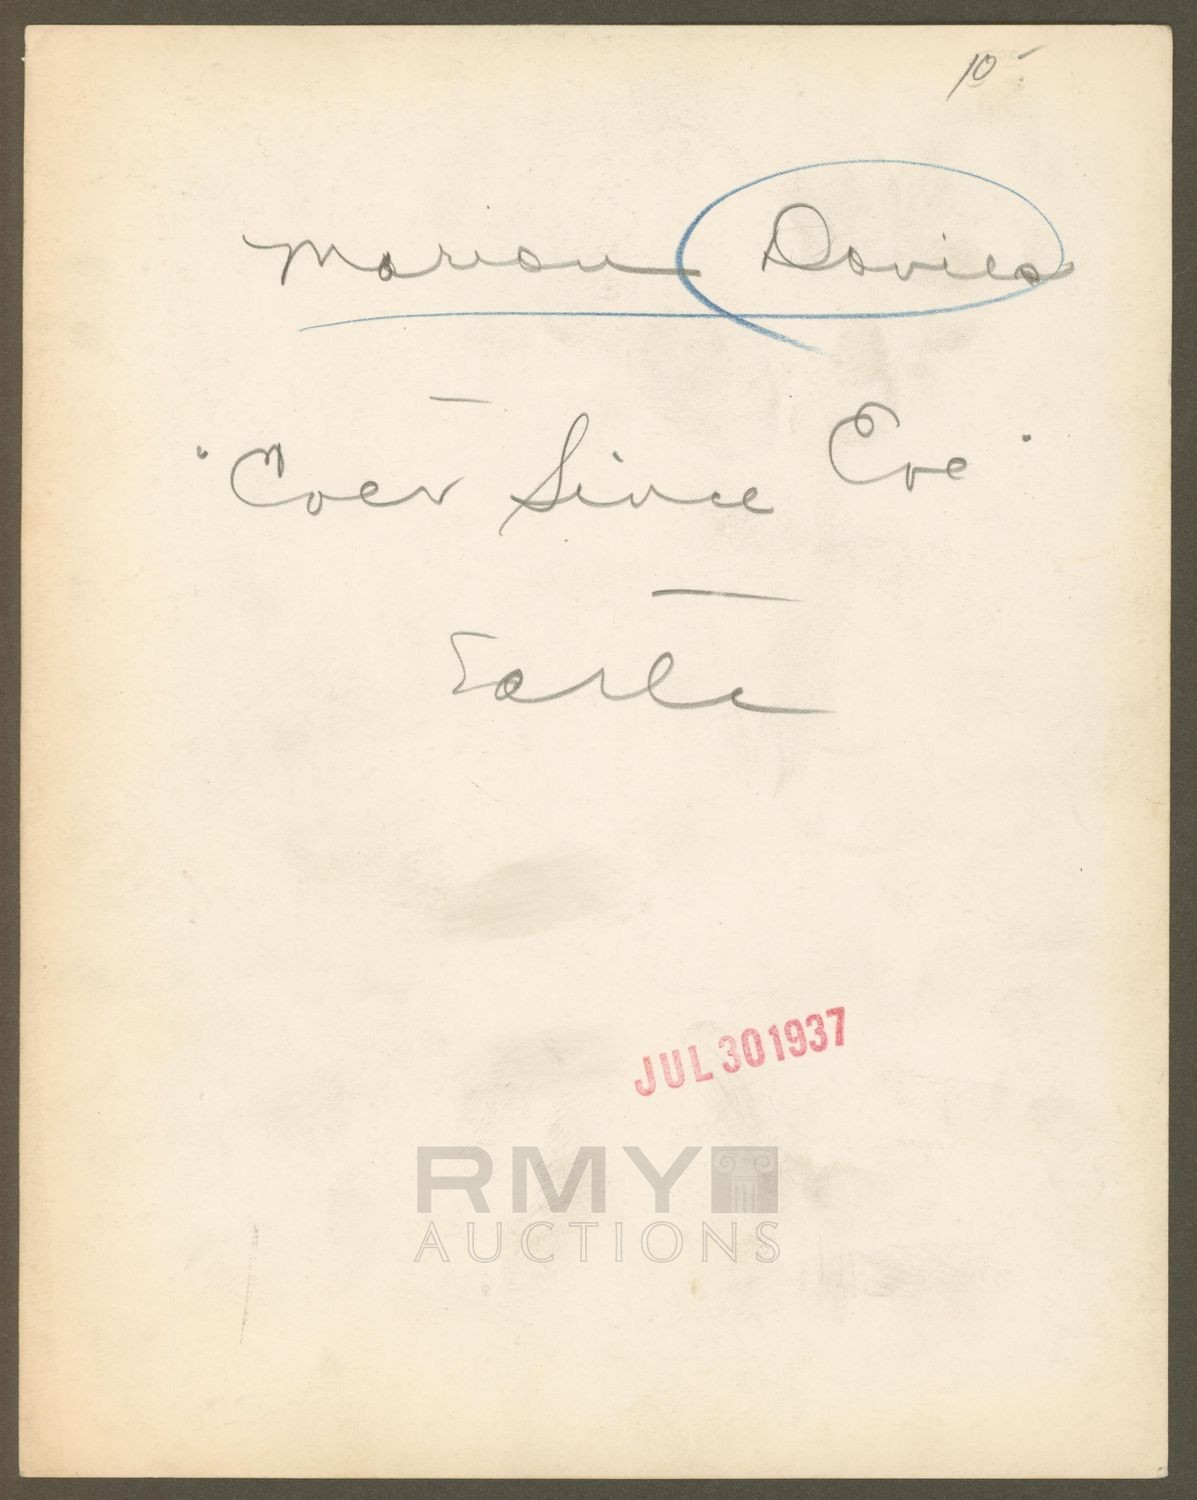 10-
Marion Davies
"Ever Since Eve"
Earle
JUL 30 1937
RMY
AUCTIONS